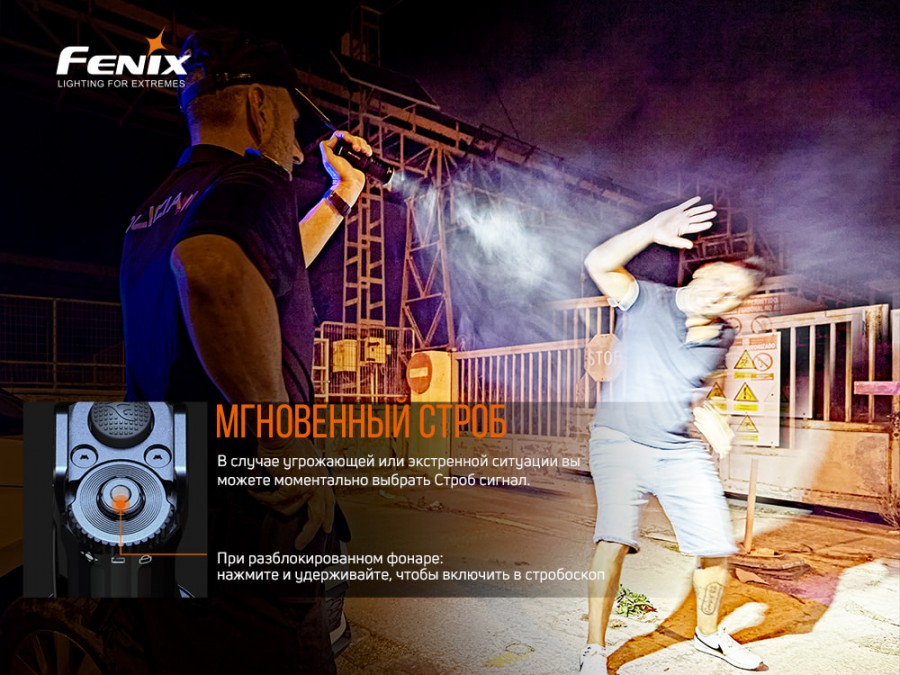 FENIX
LIGHTING FOR EXTREMES
STOP
МГНОВЕННЫЙ СТРОБ
В случае угрожающей или экстренной ситуации вы
можете моментально выбрать Строб сигнал.
При разблокированном фонаре:
нажмите и удерживайте, чтобы включить в стробоскоп